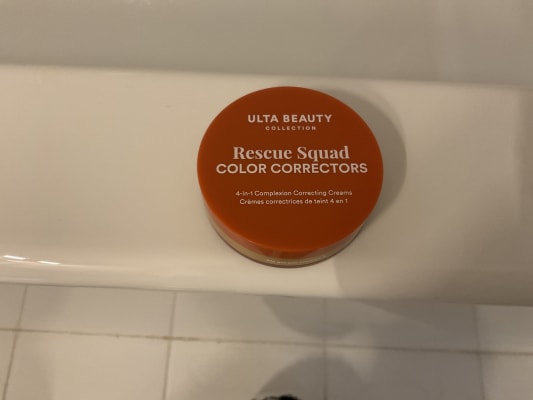 ULTA BEAUTY
COLLECTION
Rescue Squad
COLOR CORRECTORS
4-in-1 Complexion Correcting Creams
Crèmes correctrices de teint 4 en 1